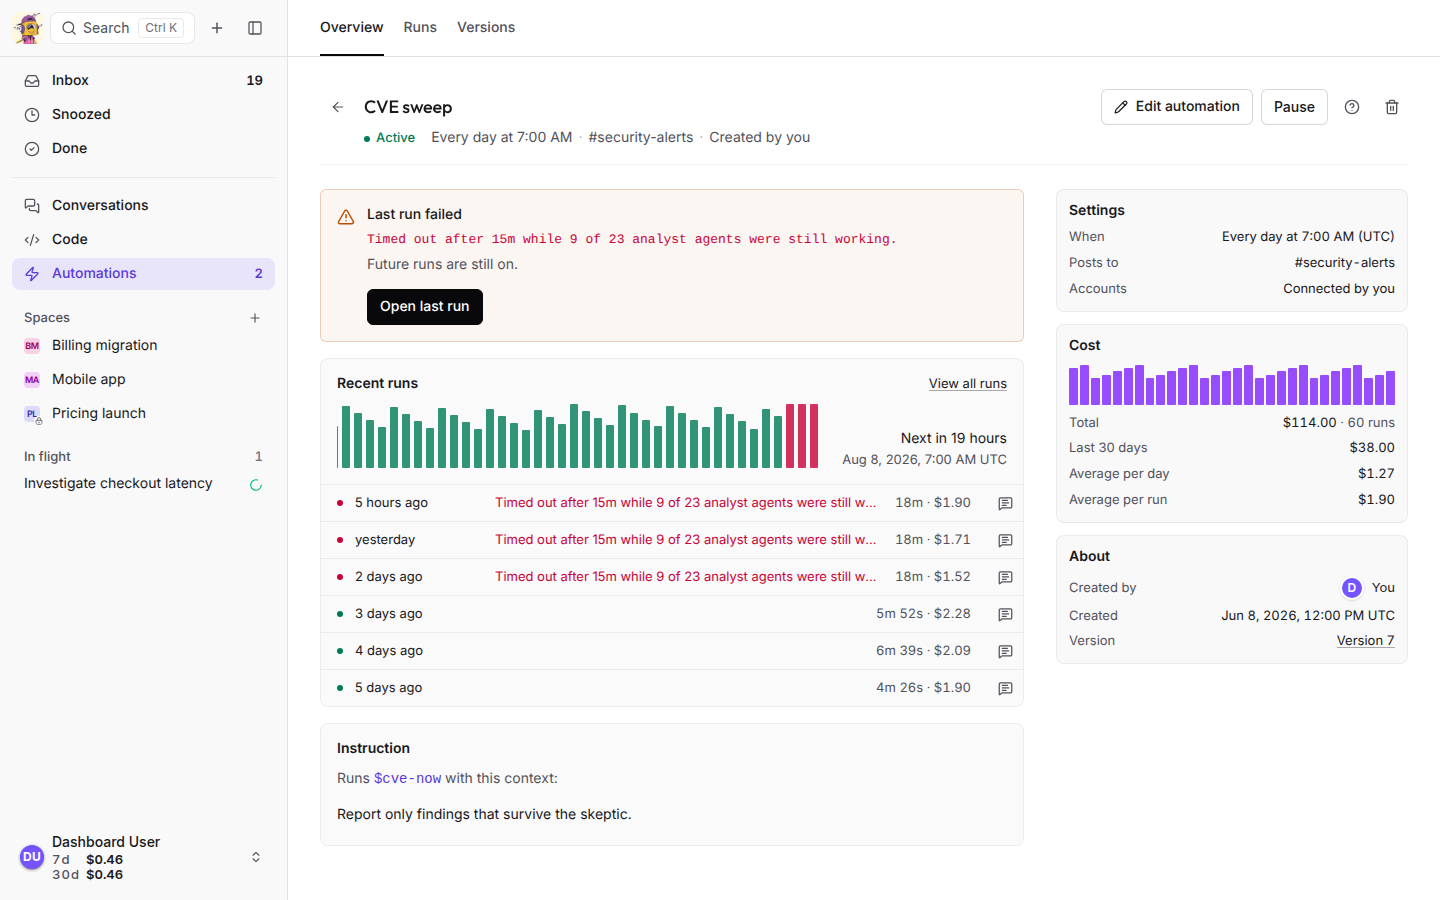 Search Ctrl K
Inbox 19
Snoozed
Done
Conversations
Code
Automations 2
Spaces
BM Billing migration
MA Mobile app
PL Pricing launch
In flight 1
Investigate checkout latency
DU Dashboard User
7d $0.46
30d $0.46
Overview Runs Versions
CVE sweep
Active Every day at 7:00 AM · #security-alerts · Created by you
Edit automation Pause
Last run failed
Timed out after 15m while 9 of 23 analyst agents were still working.
Future runs are still on.
Open last run
Recent runs View all runs
Next in 19 hours
Aug 8, 2026, 7:00 AM UTC
5 hours ago Timed out after 15m while 9 of 23 analyst agents were still w... 18m · $1.90
yesterday Timed out after 15m while 9 of 23 analyst agents were still w... 18m · $1.71
2 days ago Timed out after 15m while 9 of 23 analyst agents were still w... 18m · $1.52
3 days ago 5m 52s · $2.28
4 days ago 6m 39s · $2.09
5 days ago 4m 26s · $1.90
Instruction
Runs $cve-now with this context:
Report only findings that survive the skeptic.
Settings
When Every day at 7:00 AM (UTC)
Posts to #security-alerts
Accounts Connected by you
Cost
Total $114.00 · 60 runs
Last 30 days $38.00
Average per day $1.27
Average per run $1.90
About
Created by D You
Created Jun 8, 2026, 12:00 PM UTC
Version Version 7